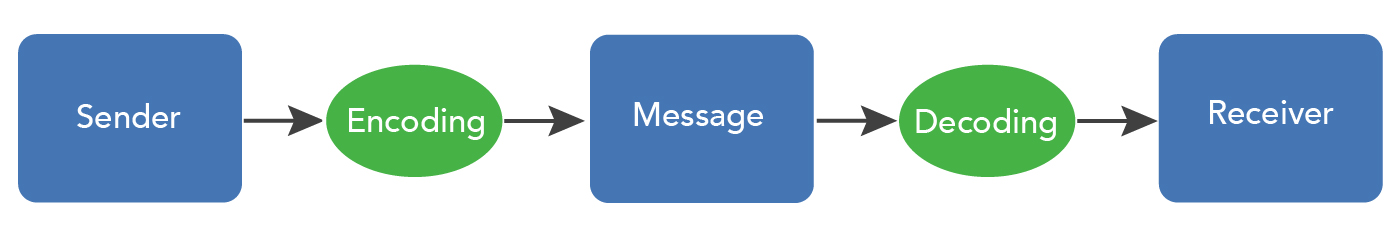 Sender
Encoding
Message
Decoding
Receiver